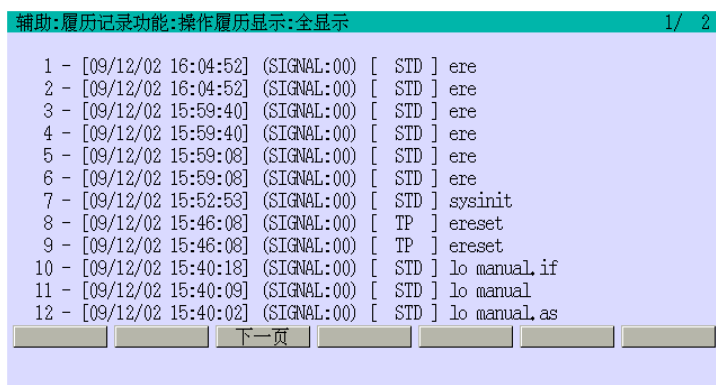 辅助:履历记录功能:操作履历显示:全显示 1/ 2
1 - [09/12/02 16:04:52] (SIGNAL:00) [ STD ] ere
2 - [09/12/02 16:04:52] (SIGNAL:00) [ STD ] ere
3 - [09/12/02 15:59:40] (SIGNAL:00) [ STD ] ere
4 - [09/12/02 15:59:40] (SIGNAL:00) [ STD ] ere
5 - [09/12/02 15:59:08] (SIGNAL:00) [ STD ] ere
6 - [09/12/02 15:59:08] (SIGNAL:00) [ STD ] ere
7 - [09/12/02 15:52:53] (SIGNAL:00) [ STD ] sysinit
8 - [09/12/02 15:46:08] (SIGNAL:00) [ TP ] ereset
9 - [09/12/02 15:46:08] (SIGNAL:00) [ TP ] ereset
10 - [09/12/02 15:40:18] (SIGNAL:00) [ STD ] lo manual.if
11 - [09/12/02 15:40:09] (SIGNAL:00) [ STD ] lo manual
12 - [09/12/02 15:40:02] (SIGNAL:00) [ STD ] lo manual.as
下一页